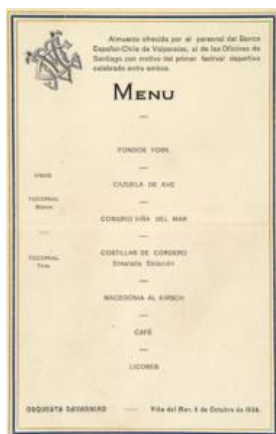 Almuerzo ofrecido por el personal del Banco
Español-Chile de Valparaíso, al de las Oficinas de
Santiago con motivo del primer festival deportivo
celebrado entre ambos.
MENU
FONDOS YORK
VINOS
CAZUELA DE AVE
TOCORNAL
Blanco
CONGRIO VIÑA DEL MAR
TOCORNAL
Tinto
COSTILLAR DE CORDERO
Ensalada Estación
MACEDONIA AL KIRSCH
CAFÉ
LICORES
ORQUESTA
Viña del Mar, de Octubre de